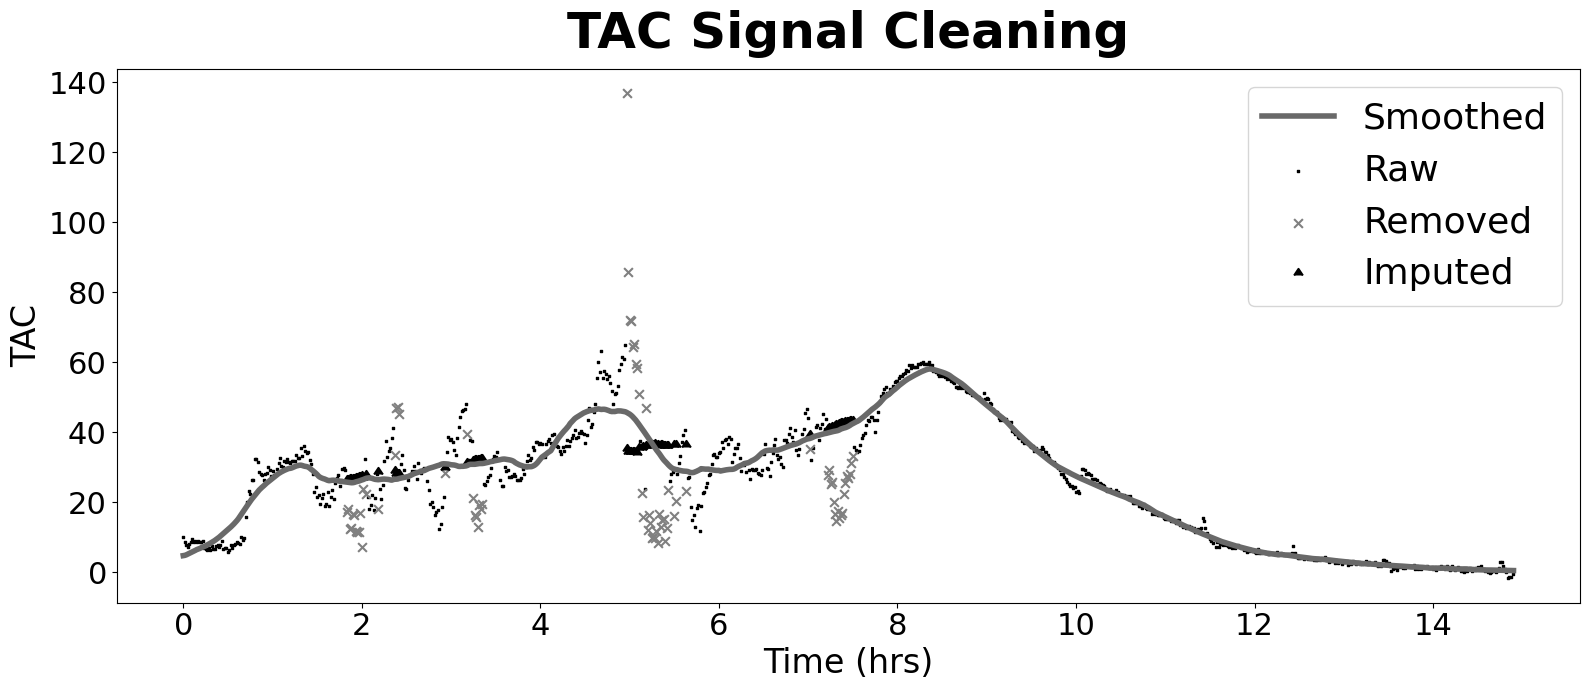 TAC Signal Cleaning
140
120
100
80
60
40
20
0
TAC
Smoothed
Raw
Removed
Imputed
0 2 4 6 8 10 12 14
Time (hrs)